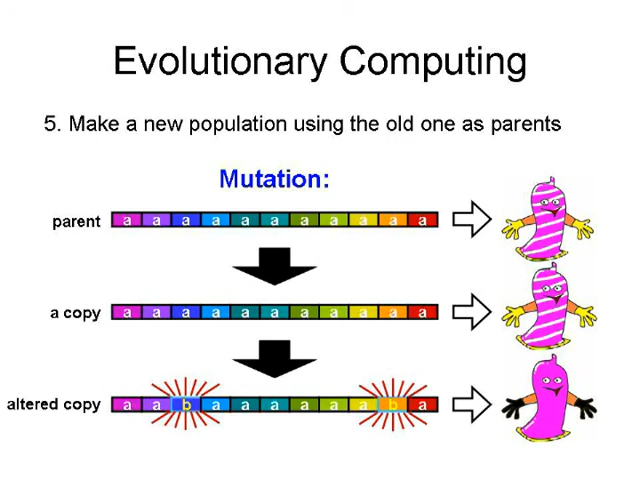 Evolutionary Computing
5. Make a new population using the old one as parents
Mutation:
parent a a a a a a a a a a a
a copy a a a a a a a a a a a
altered copy a a b a a a a a a b a